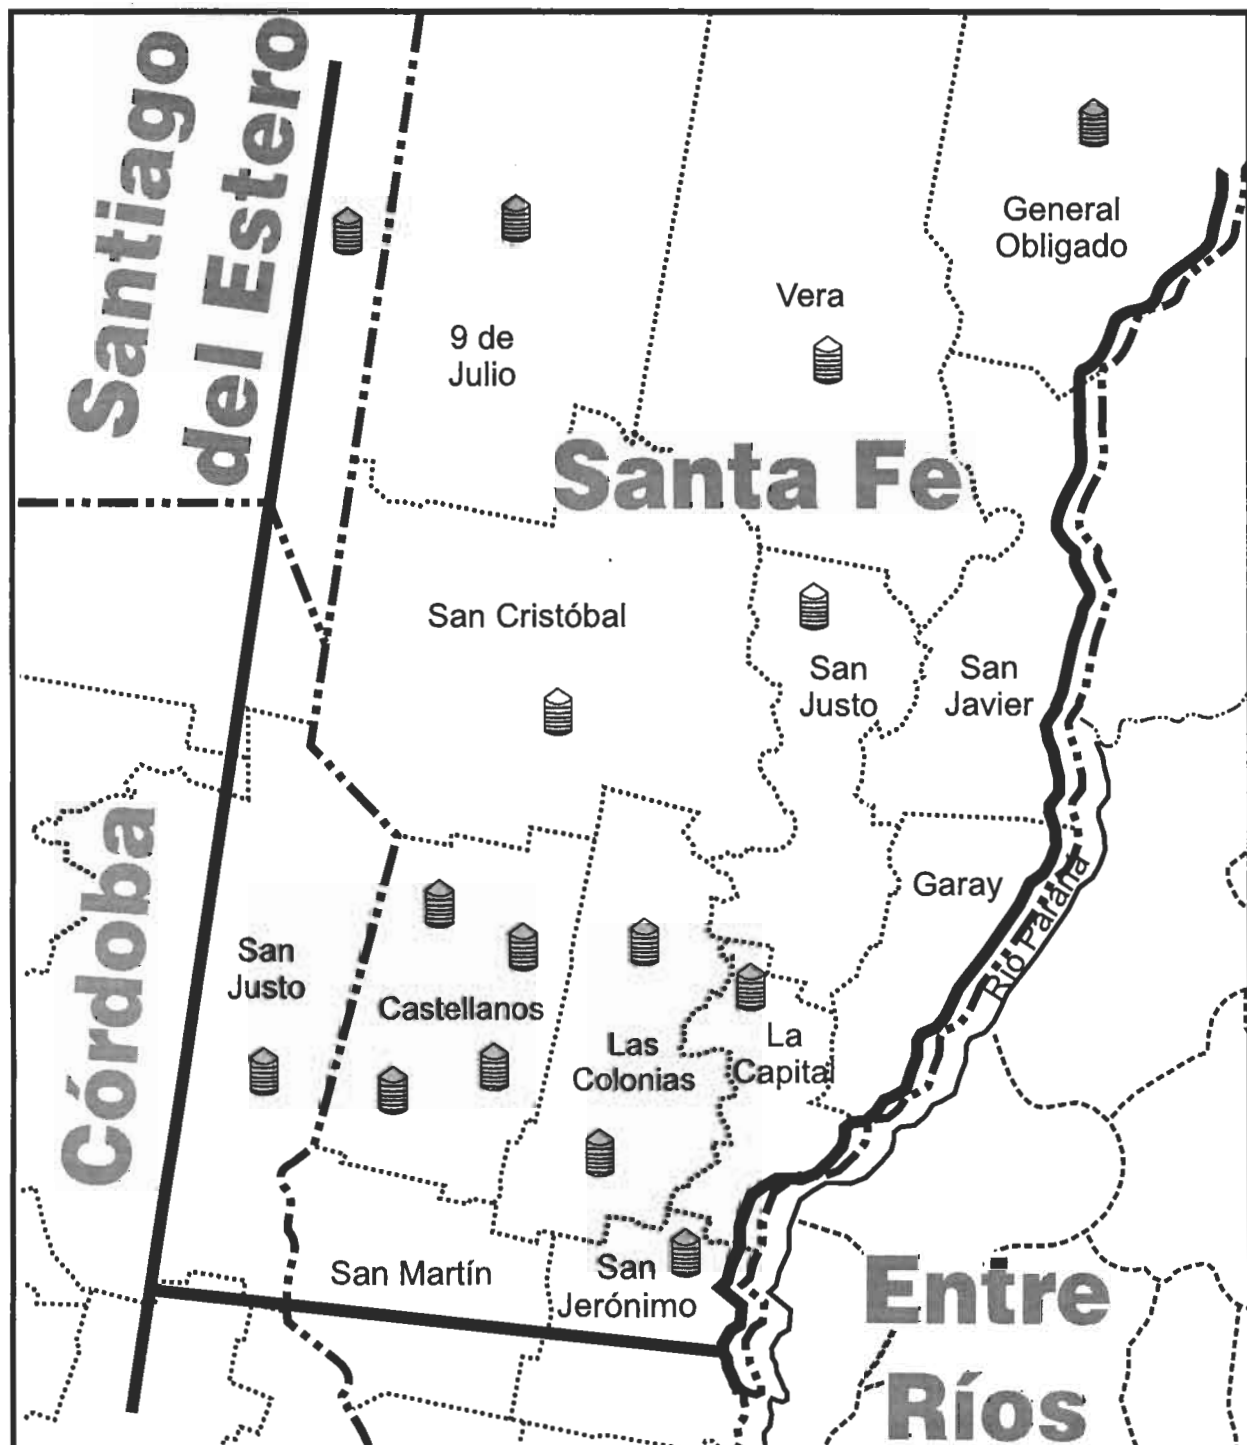 Santiago
del Estero
General
Obligado
Vera
9 de
Julio
Santa Fe
San Cristóbal
San
Justo
San
Javier
Garay
Río Paraná
Córdoba
San
Justo
Castellanos
Las
Colonias
La
Capital
San Martín
San
Jerónimo
Entre
Ríos